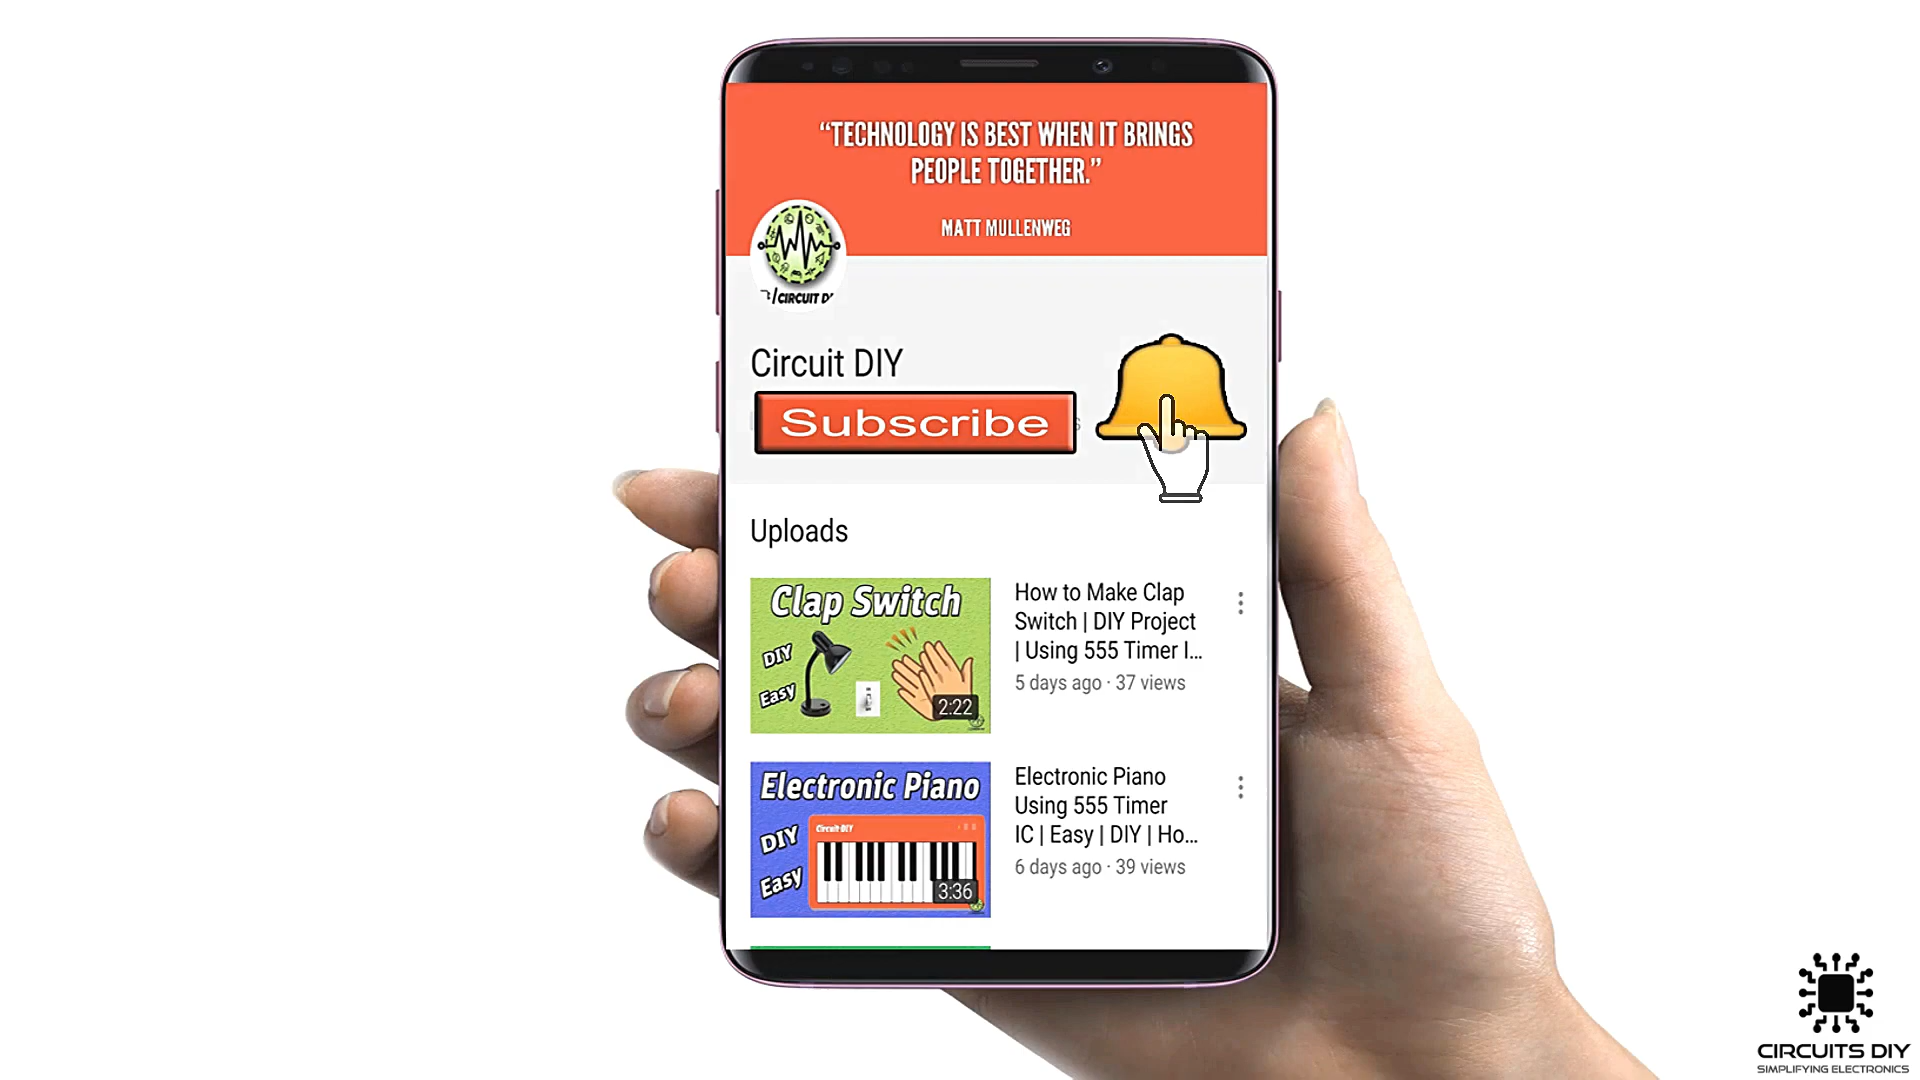 “TECHNOLOGY IS BEST WHEN IT BRINGS
PEOPLE TOGETHER.”
MATT MULLENWEG
CIRCUIT
Circuit DIY
Subscribe
Uploads
Clap Switch
DIY
Easy
2:22
How to Make Clap
Switch | DIY Project
| Using 555 Timer I...
5 days ago · 37 views
Electronic Piano
DIY
Easy
Circuit DIY
3:36
Electronic Piano
Using 555 Timer
IC | Easy | DIY | Ho...
6 days ago · 39 views
CIRCUITS DIY
SIMPLIFYING ELECTRONICS